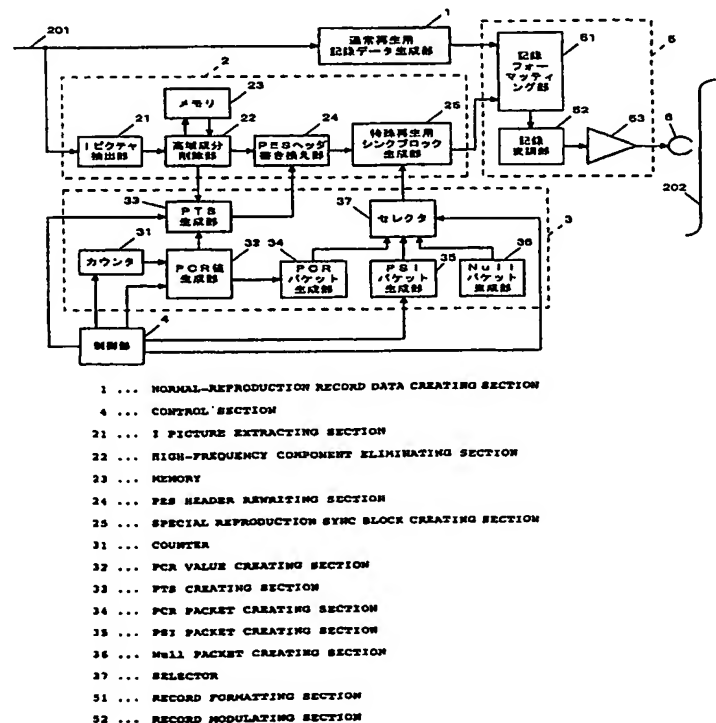 201
1
通常再生用
記録データ生成部
51
記録
フォー
マッティ
ング部
5
2
メモリ
23
21
Iピクチャ
抽出部
22
高域成分
削除部
24
PESヘッダ
書き換え部
25
特殊再生用
シンクブロック
生成部
52
記録
変調部
53
6
202
33
PTS
生成部
37
セレクタ
3
31
カウンタ
32
PCR値
生成部
34
PCR
パケット
生成部
35
PSI
パケット
生成部
36
Null
パケット
生成部
4
制御部
1 ... NORMAL-REPRODUCTION RECORD DATA CREATING SECTION
4 ... CONTROL SECTION
21 ... I PICTURE EXTRACTING SECTION
22 ... HIGH-FREQUENCY COMPONENT ELIMINATING SECTION
23 ... MEMORY
24 ... PES HEADER REWRITING SECTION
25 ... SPECIAL REPRODUCTION SYNC BLOCK CREATING SECTION
31 ... COUNTER
32 ... PCR VALUE CREATING SECTION
33 ... PTS CREATING SECTION
34 ... PCR PACKET CREATING SECTION
35 ... PSI PACKET CREATING SECTION
36 ... Null PACKET CREATING SECTION
37 ... SELECTOR
51 ... RECORD FORMATTING SECTION
52 ... RECORD MODULATING SECTION